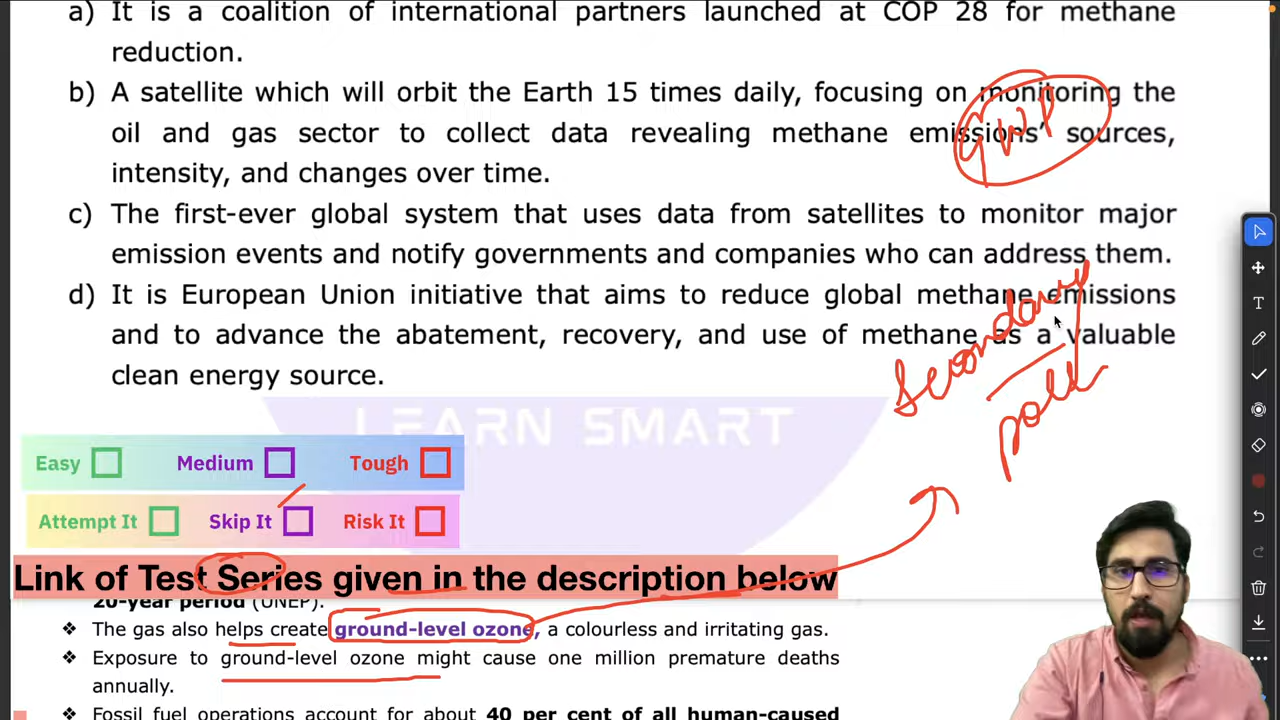 a) It is a coalition of international partners launched at COP 28 for methane
reduction.
b) A satellite which will orbit the Earth 15 times daily, focusing on monitoring the
oil and gas sector to collect data revealing methane emissions' sources,
intensity, and changes over time.
GWP
c) The first-ever global system that uses data from satellites to monitor major
emission events and notify governments and companies who can address them.
d) It is European Union initiative that aims to reduce global methane emissions
and to advance the abatement, recovery, and use of methane as a valuable
clean energy source.
Secondary
poll
LEARN SMART
Easy Medium Tough
Attempt It Skip It Risk It
Link of Test Series given in the description below
20-year period (UNEP).
❖ The gas also helps create ground-level ozone, a colourless and irritating gas.
❖ Exposure to ground-level ozone might cause one million premature deaths
annually.
❖ Fossil fuel operations account for about 40 per cent of all human-caused